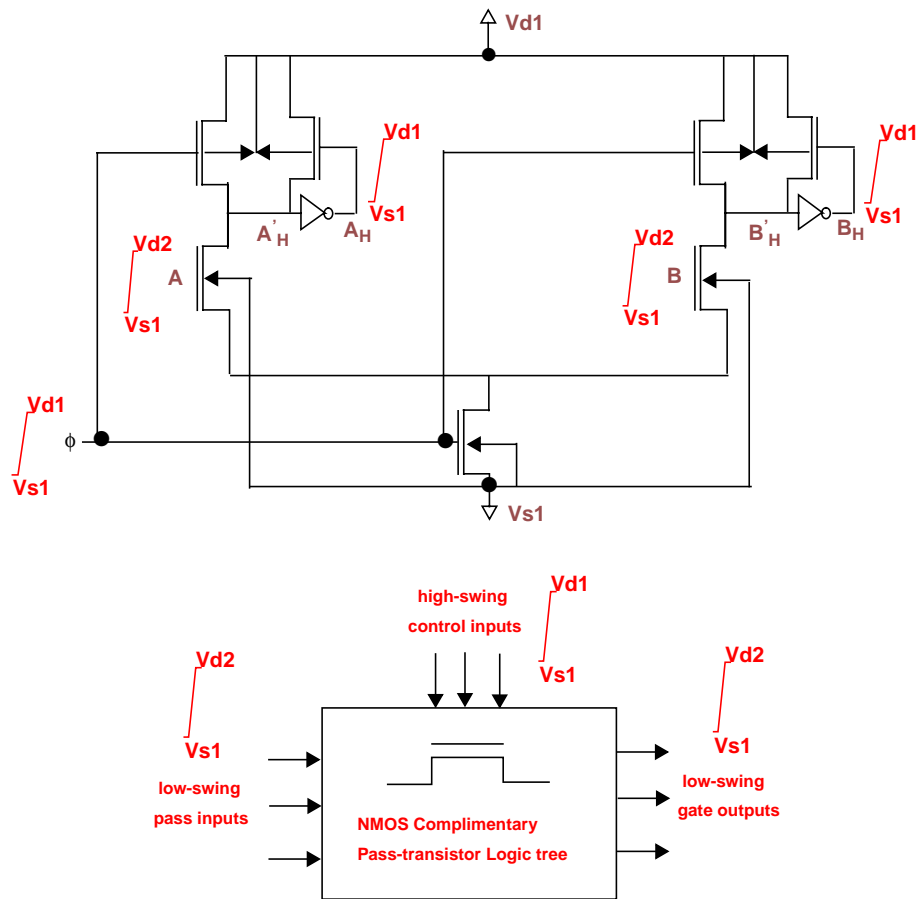 Vd1
Vd1
Vs1
A'H
AH
Vd2
A
Vs1
Vd1
Vs1
B'H
BH
Vd2
B
Vs1
Vd1
ϕ
Vs1
Vs1
high-swing
control inputs
Vd1
Vs1
Vd2
Vs1
low-swing
pass inputs
Vd2
Vs1
low-swing
gate outputs
NMOS Complimentary
Pass-transistor Logic tree